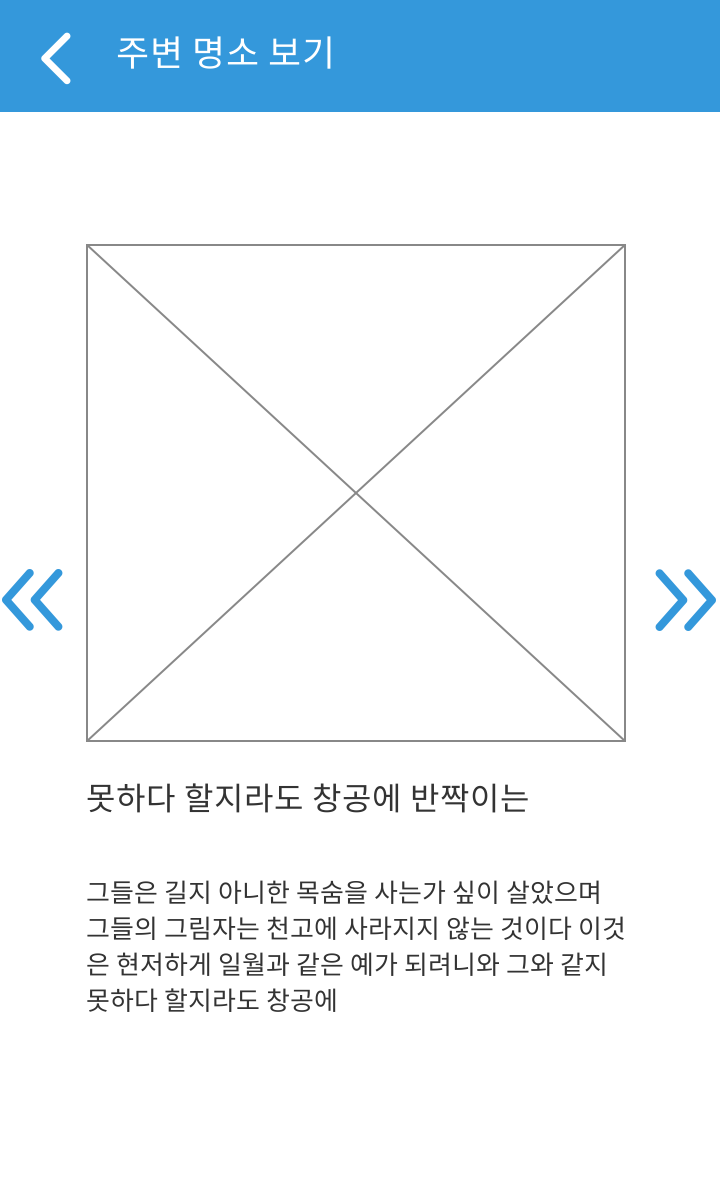 주변 명소 보기
못하다 할지라도 창공에 반짝이는
그들은 길지 아니한 목숨을 사는가 싶이 살았으며
그들의 그림자는 천고에 사라지지 않는 것이다 이것
은 현저하게 일월과 같은 예가 되려니와 그와 같지
못하다 할지라도 창공에